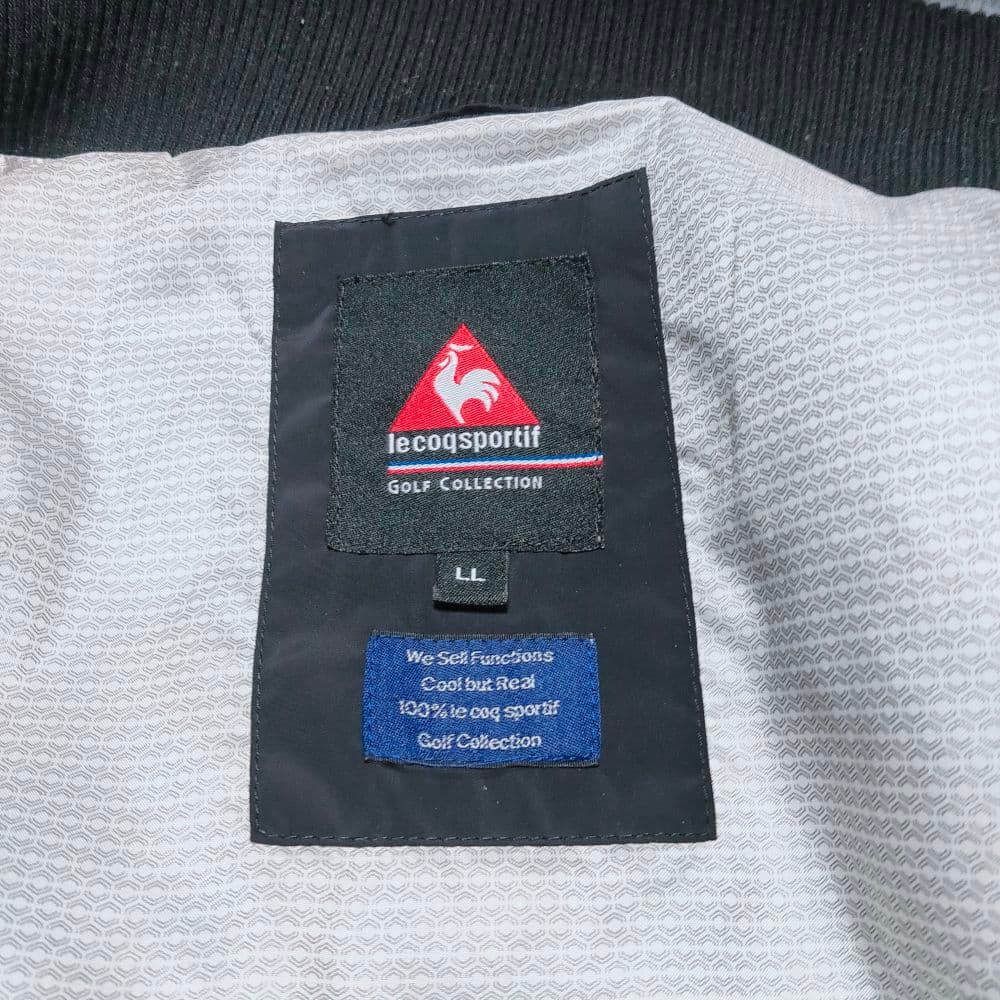 lecoqsportif
GOLF COLLECTION
LL
We Sell Functions
Cool but Real
100% le coq sportif
Golf Collection